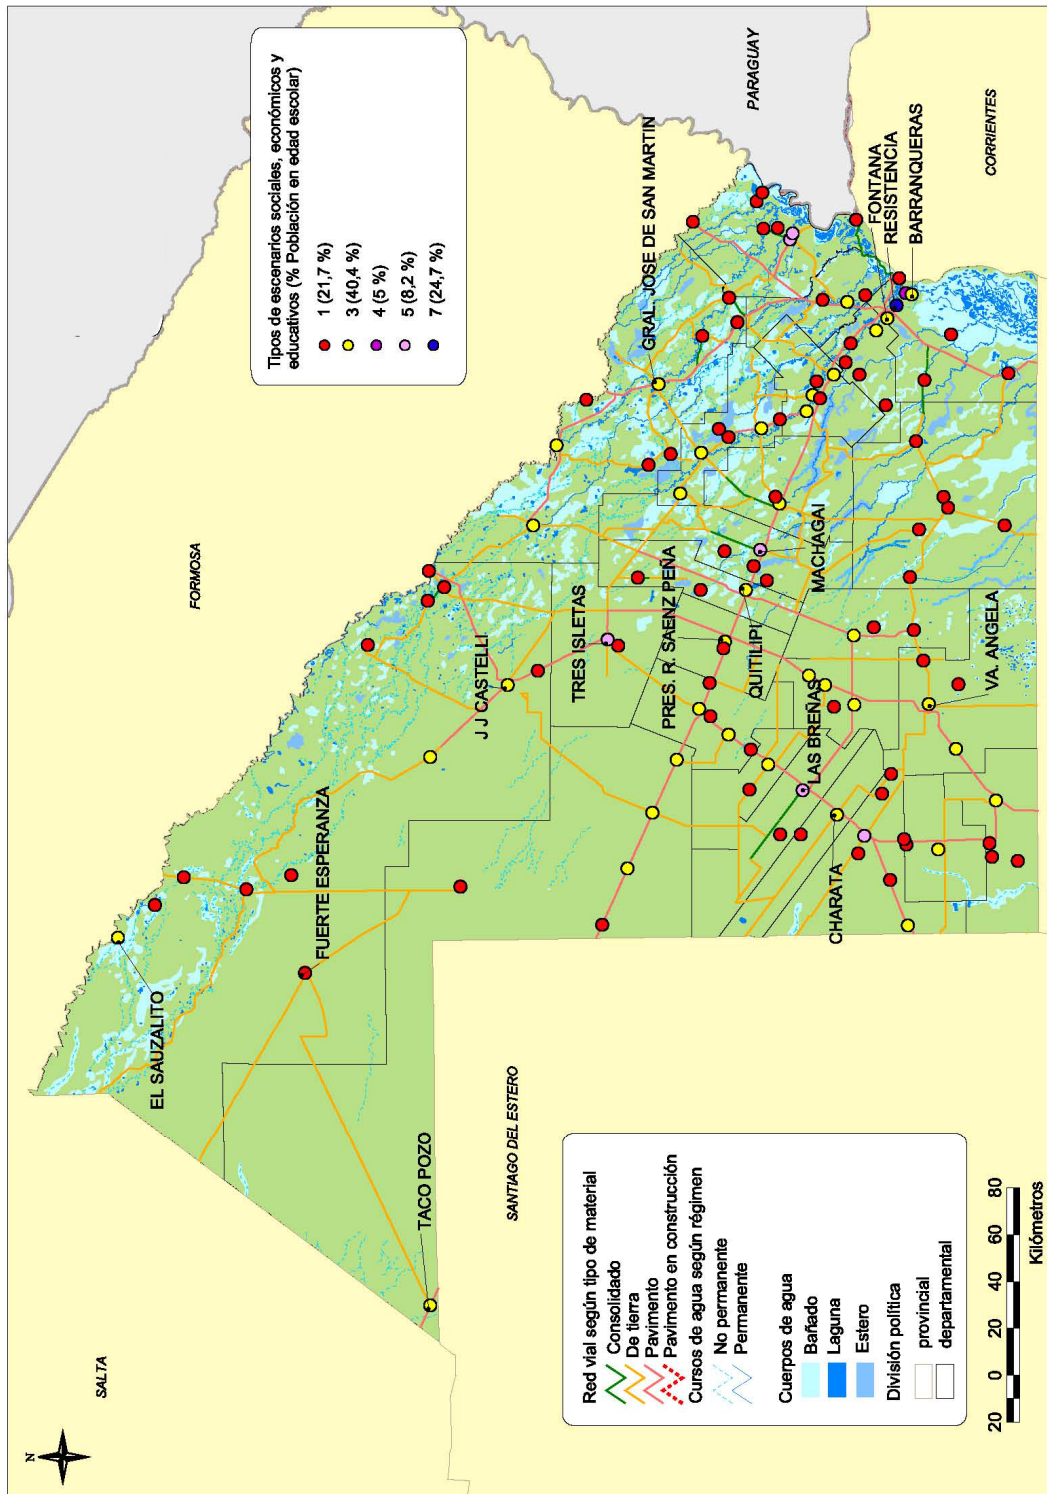 N
SALTA
FORMOSA
PARAGUAY
CORRIENTES
SANTIAGO DEL ESTERO
Tipos de escenarios sociales, económicos y
educativos (% Población en edad escolar)
1 (21,7 %)
3 (40,4 %)
4 (5 %)
5 (8,2 %)
7 (24,7 %)
EL SAUZALITO
TACO POZO
FUERTE ESPERANZA
J J CASTELLI
TRES ISLETAS
PRES. R. SAENZ PEÑA
QUITILIPI
MACHAGAI
LAS BREÑAS
CHARATA
VA. ANGELA
GRAL. JOSE DE SAN MARTIN
FONTANA
RESISTENCIA
BARRANQUERAS
Red vial según tipo de material
Consolidado
De tierra
Pavimento
Pavimento en construcción
Cursos de agua según régimen
No permanente
Permanente
Cuerpos de agua
Bañado
Laguna
Estero
División política
provincial
departamental
20 0 20 40 60 80
Kilómetros